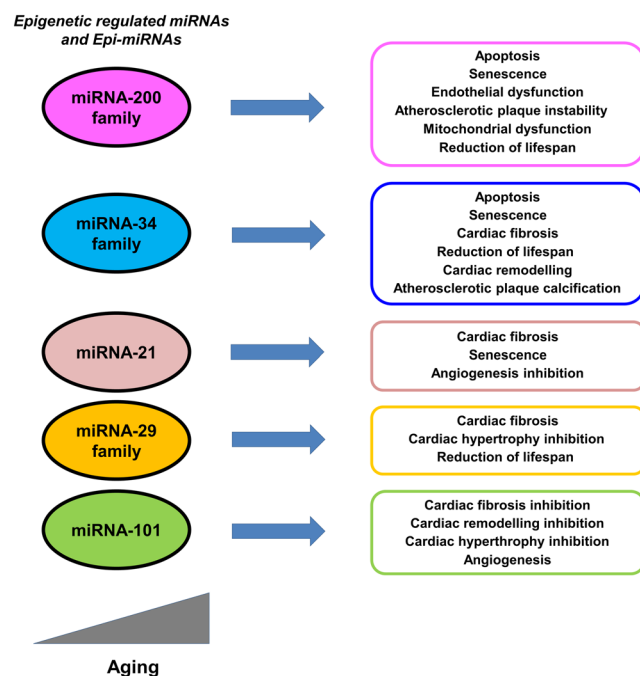 Epigenetic regulated miRNAs
and Epi-miRNAs
miRNA-200
family
Apoptosis
Senescence
Endothelial dysfunction
Atherosclerotic plaque instability
Mitochondrial dysfunction
Reduction of lifespan
miRNA-34
family
Apoptosis
Senescence
Cardiac fibrosis
Reduction of lifespan
Cardiac remodelling
Atherosclerotic plaque calcification
miRNA-21
Cardiac fibrosis
Senescence
Angiogenesis inhibition
miRNA-29
family
Cardiac fibrosis
Cardiac hypertrophy inhibition
Reduction of lifespan
miRNA-101
Cardiac fibrosis inhibition
Cardiac remodelling inhibition
Cardiac hyperthrophy inhibition
Angiogenesis
Aging